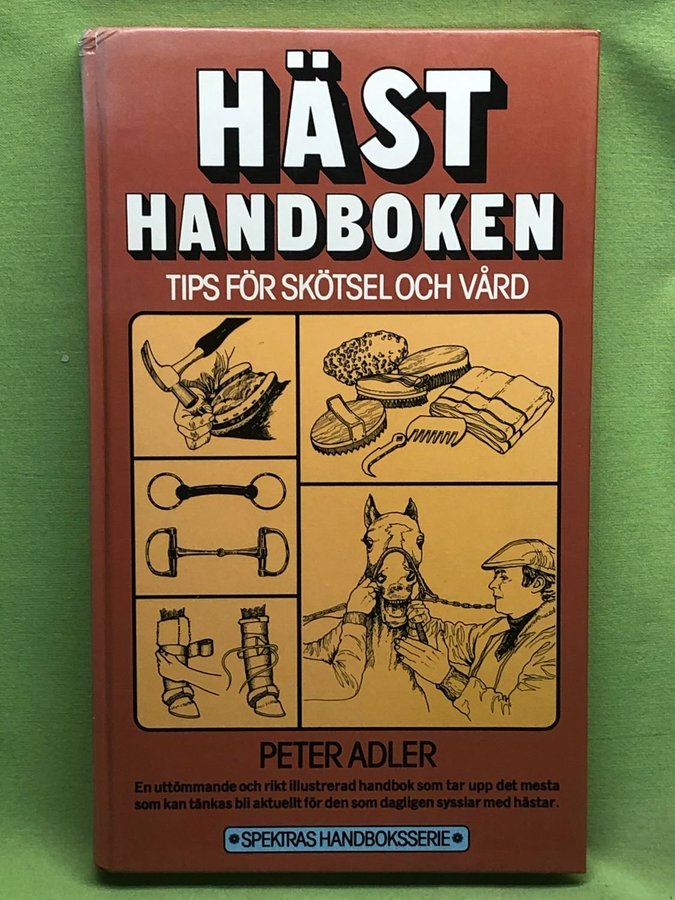 HÄST
HANDBOKEN
TIPS FÖR SKÖTSEL OCH VÅRD
PETER ADLER
En uttömmande och rikt illustrerad handbok som tar upp det mesta
som kan tänkas bli aktuellt för den som dagligen sysslar med hästar.
SPEKTRAS HANDBOKSSERIE